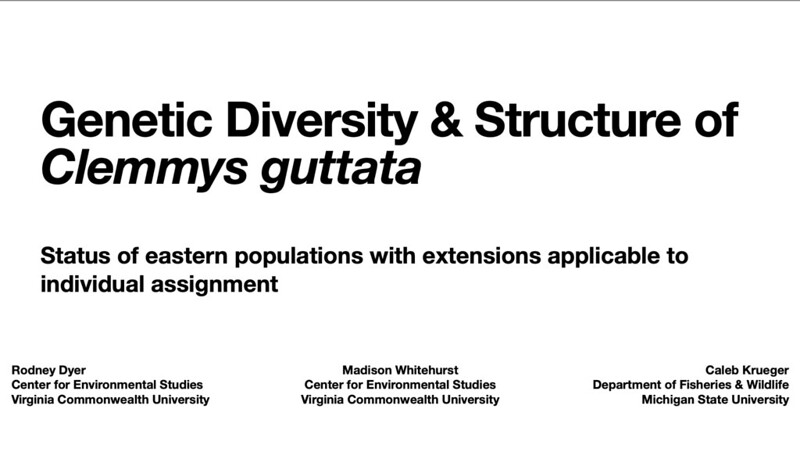 Genetic Diversity & Structure of
Clemmys guttata
Status of eastern populations with extensions applicable to
individual assignment
Rodney Dyer
Center for Environmental Studies
Virginia Commonwealth University
Madison Whitehurst
Center for Environmental Studies
Virginia Commonwealth University
Caleb Krueger
Department of Fisheries & Wildlife
Michigan State University